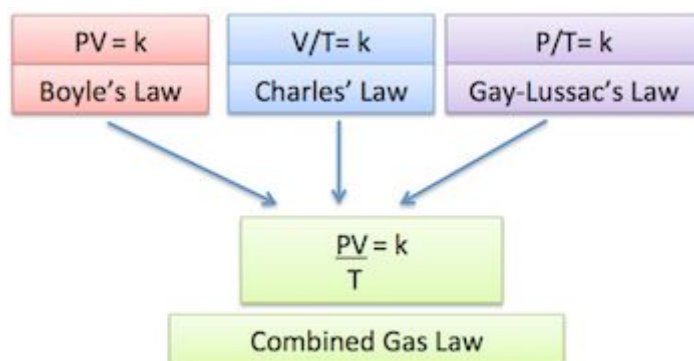 PV = k
Boyle's Law
V/T= k
Charles' Law
P/T= k
Gay-Lussac's Law
PV = k
T
Combined Gas Law